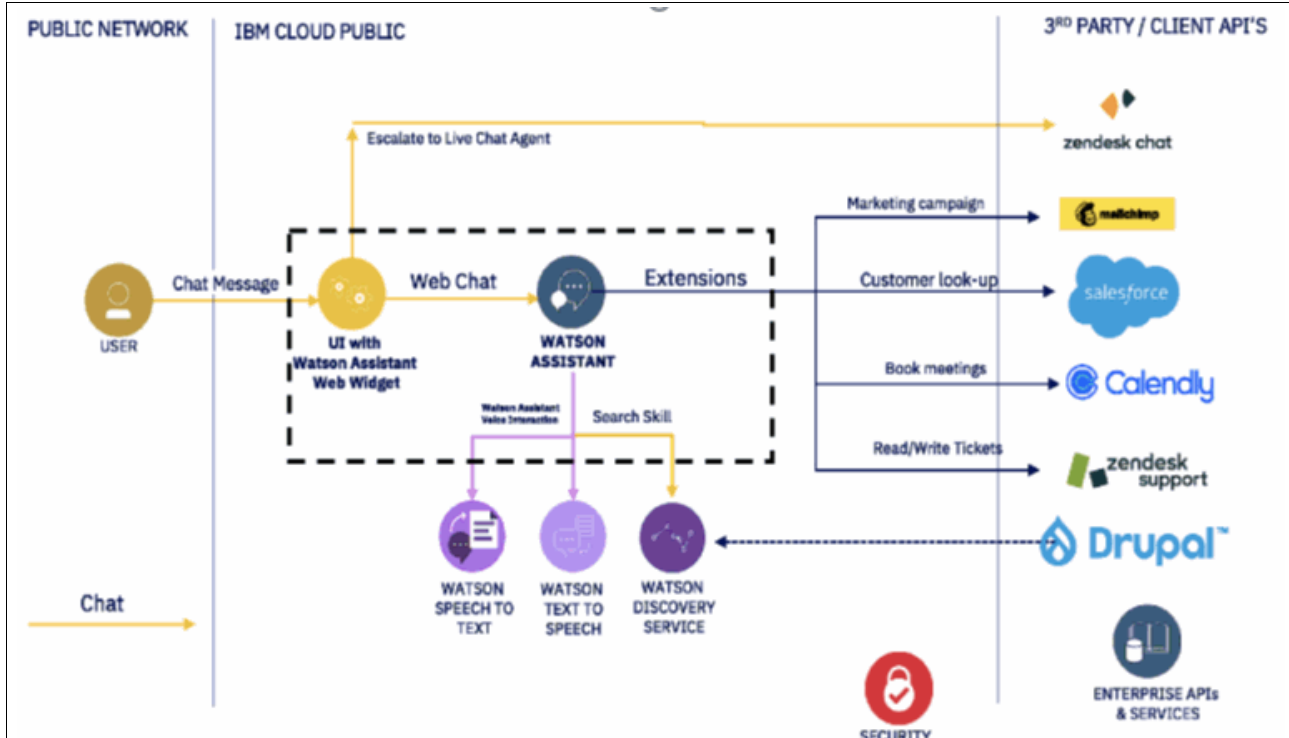 PUBLIC NETWORK
IBM CLOUD PUBLIC
3RD PARTY / CLIENT API'S
Escalate to Live Chat Agent
zendesk chat
Marketing campaign
mailchimp
Chat Message
Web Chat
Extensions
Customer look-up
salesforce
USER
UI with
Watson Assistant
Web Widget
WATSON
ASSISTANT
Book meetings
Calendly
Watson Assistant
Voice Interaction
Search Skill
Read/Write Tickets
zendesk
support
Drupal™
WATSON
SPEECH TO
TEXT
WATSON
TEXT TO
SPEECH
WATSON
DISCOVERY
SERVICE
Chat
ENTERPRISE APIs
& SERVICES
SECURITY